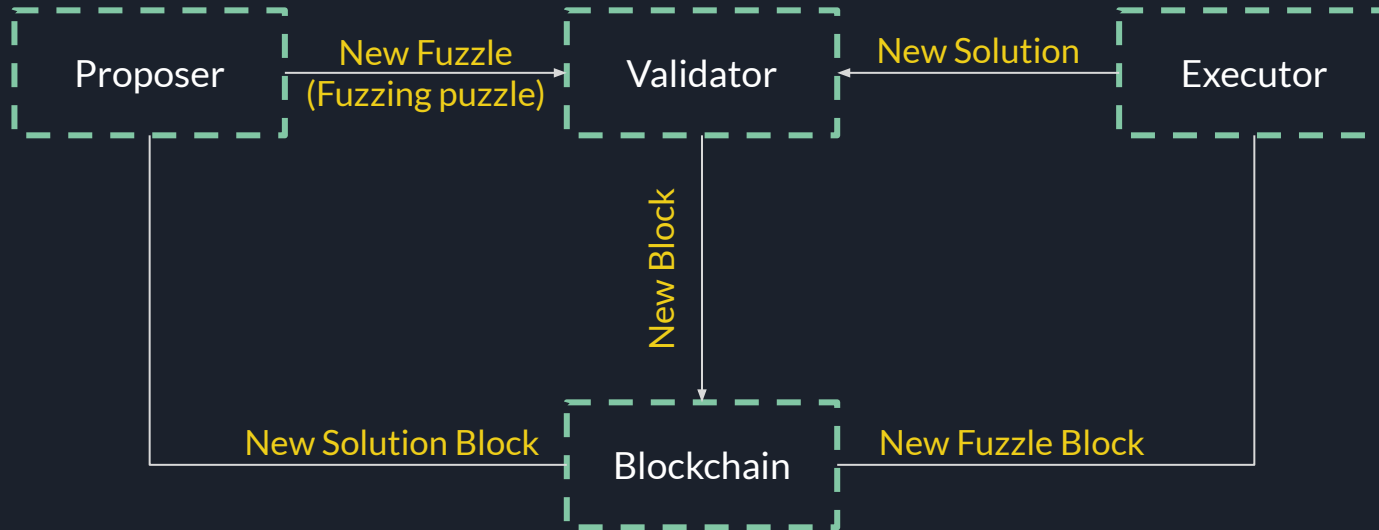 Proposer
New Fuzzle
(Fuzzing puzzle)
Validator
New Solution
Executor
New Block
New Solution Block
Blockchain
New Fuzzle Block